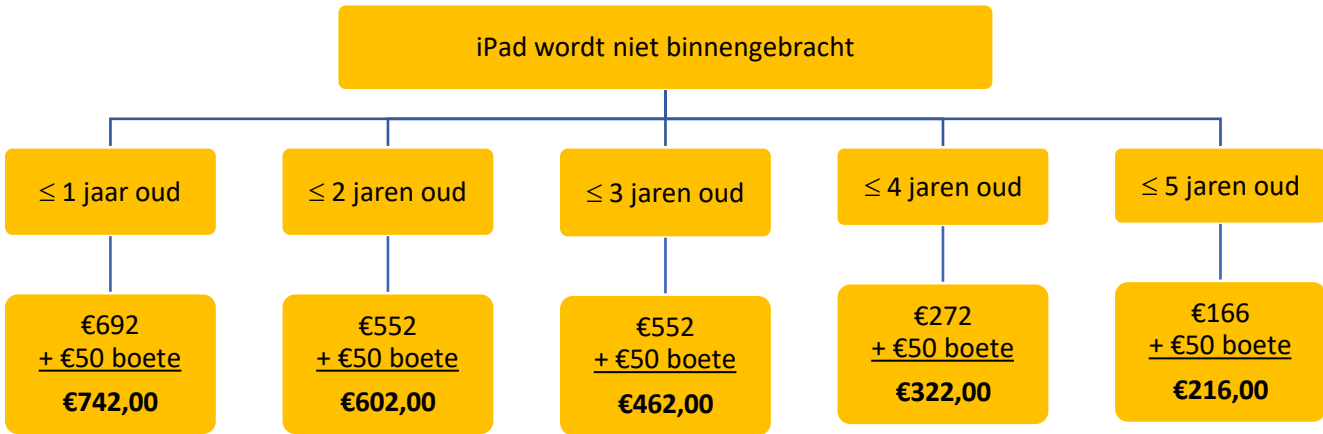 iPad wordt niet binnengebracht
≤ 1 jaar oud
≤ 2 jaren oud
≤ 3 jaren oud
≤ 4 jaren oud
≤ 5 jaren oud
€692
+ €50 boete
€742,00
€552
+ €50 boete
€602,00
€552
+ €50 boete
€462,00
€272
+ €50 boete
€322,00
€166
+ €50 boete
€216,00